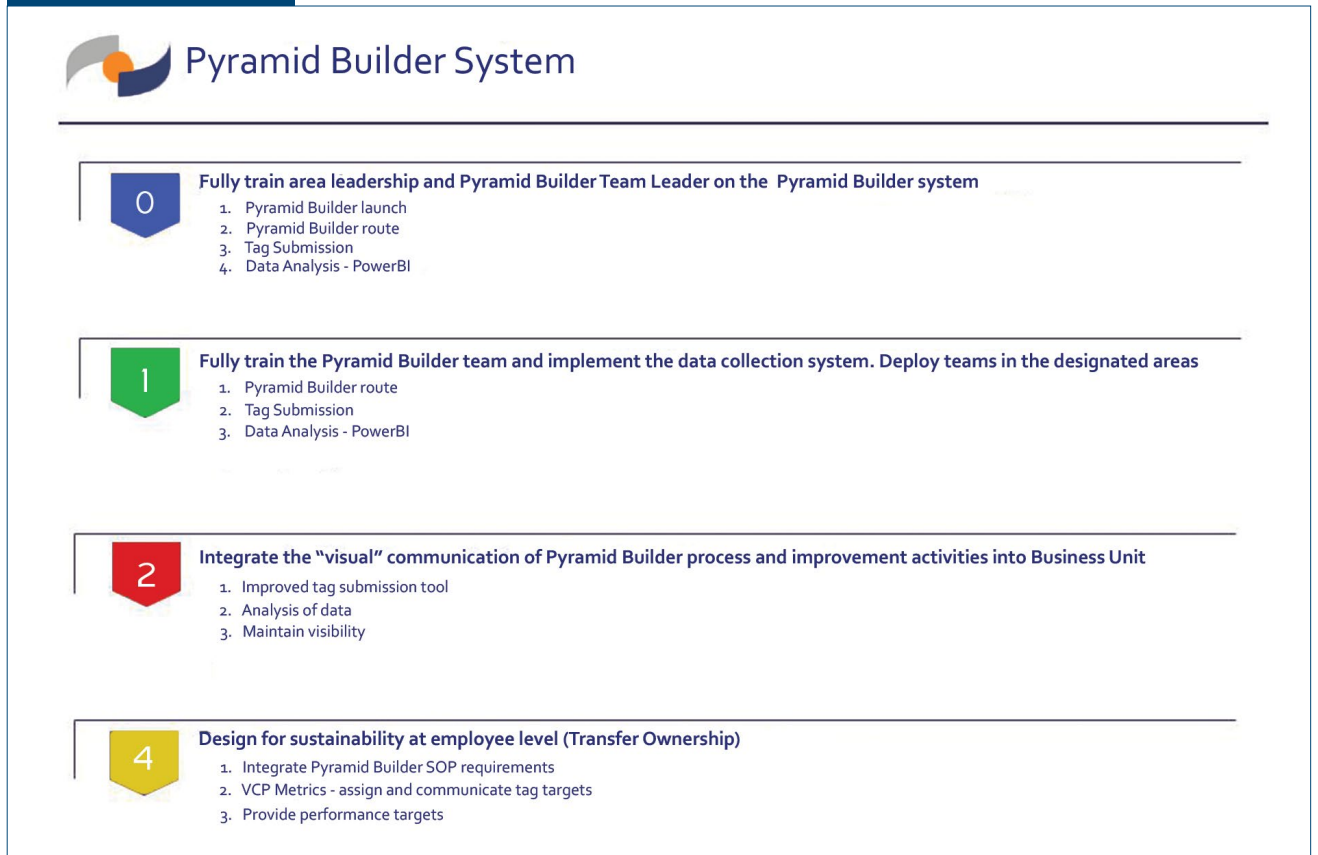 Pyramid Builder System
0
Fully train area leadership and Pyramid Builder Team Leader on the Pyramid Builder system
1. Pyramid Builder launch
2. Pyramid Builder route
3. Tag Submission
4. Data Analysis - PowerBI
1
Fully train the Pyramid Builder team and implement the data collection system. Deploy teams in the designated areas
1. Pyramid Builder route
2. Tag Submission
3. Data Analysis - PowerBI
2
Integrate the “visual” communication of Pyramid Builder process and improvement activities into Business Unit
1. Improved tag submission tool
2. Analysis of data
3. Maintain visibility
4
Design for sustainability at employee level (Transfer Ownership)
1. Integrate Pyramid Builder SOP requirements
2. VCP Metrics - assign and communicate tag targets
3. Provide performance targets